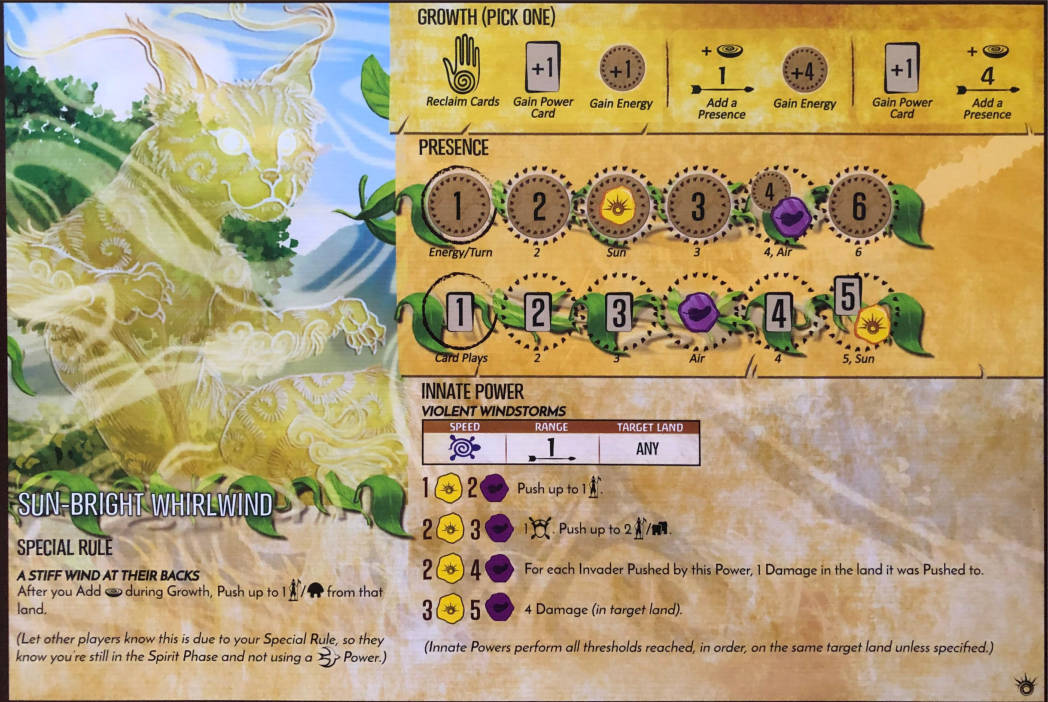 GROWTH (PICK ONE)
+1
+1
+
1
+4
+1
+
4
Reclaim Cards
Gain Power
Card
Gain Energy
Add a
Presence
Gain Energy
Gain Power
Card
Add a
Presence
PRESENCE
1
2
3
4
6
Energy/Turn
2
Sun
3
4, Air
6
1
2
3
4
5
Card Plays
2
3
Air
4
5, Sun
INNATE POWER
VIOLENT WINDSTORMS
SPEED
RANGE
TARGET LAND
1
ANY
1 2 Push up to 1 .
2 3 1 . Push up to 2 / .
2 4 For each Invader Pushed by this Power, 1 Damage in the land it was Pushed to.
3 5 4 Damage (in target land).
(Innate Powers perform all thresholds reached, in order, on the same target land unless specified.)
SUN-BRIGHT WHIRLWIND
SPECIAL RULE
A STIFF WIND AT THEIR BACKS
After you Add during Growth, Push up to 1 / from that
land.
(Let other players know this is due to your Special Rule, so they
know you're still in the Spirit Phase and not using a Power.)